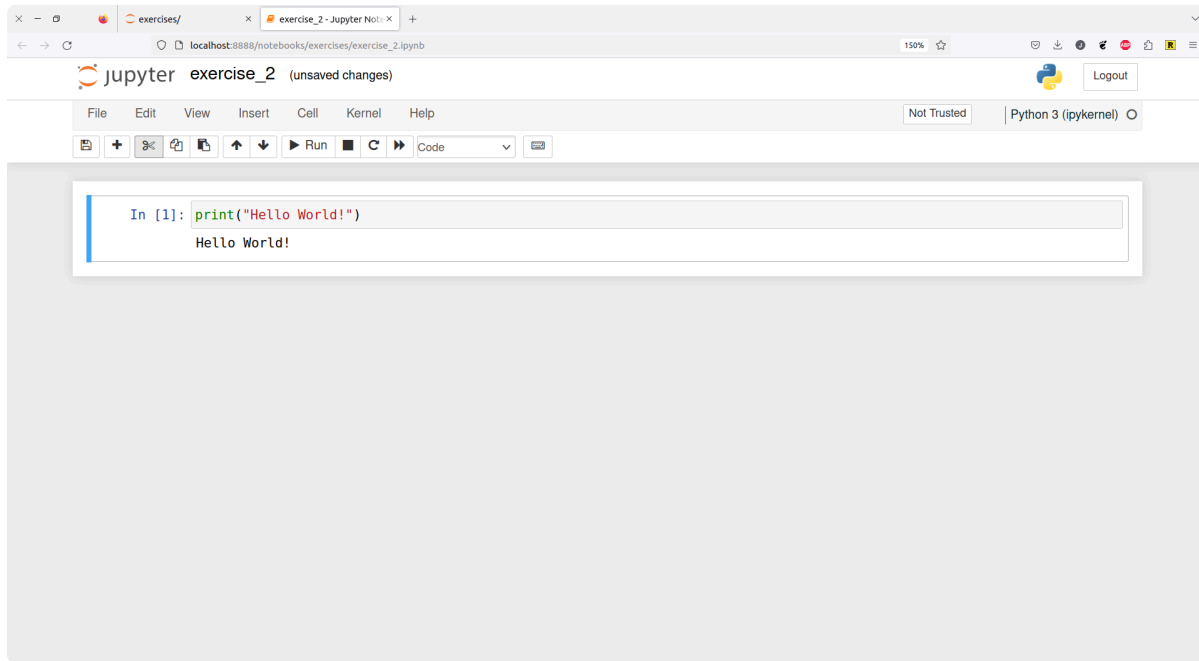 exercises/
exercise_2 - Jupyter Note
localhost:8888/notebooks/exercises/exercise_2.ipynb
150%
ABP
R
jupyter exercise_2 (unsaved changes)
Logout
File Edit View Insert Cell Kernel Help
Not Trusted
Python 3 (ipykernel)
Run
Code
In [1]: print("Hello World!")
Hello World!